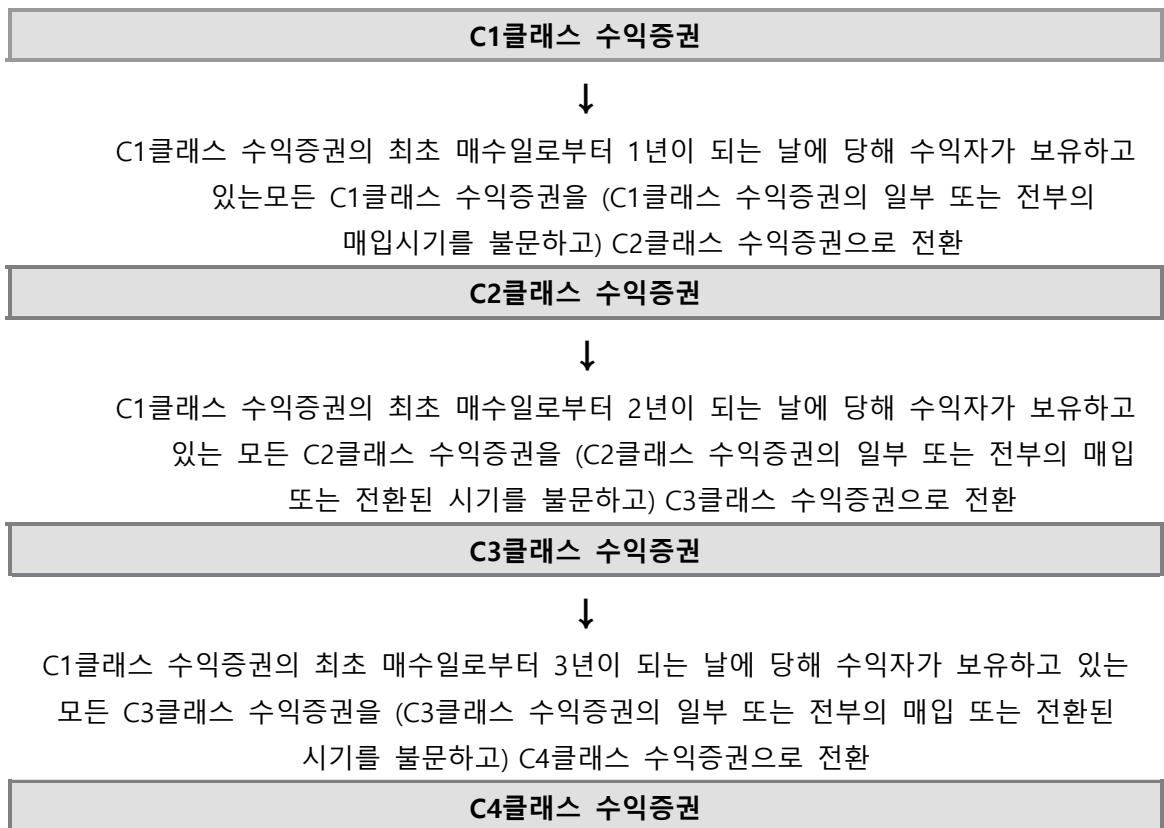 C1클래스 수익증권
↓
C1클래스 수익증권의 최초 매수일로부터 1년이 되는 날에 당해 수익자가 보유하고
있는모든 C1클래스 수익증권을 (C1클래스 수익증권의 일부 또는 전부의
매입시기를 불문하고) C2클래스 수익증권으로 전환
C2클래스 수익증권
↓
C1클래스 수익증권의 최초 매수일로부터 2년이 되는 날에 당해 수익자가 보유하고
있는 모든 C2클래스 수익증권을 (C2클래스 수익증권의 일부 또는 전부의 매입
또는 전환된 시기를 불문하고) C3클래스 수익증권으로 전환
C3클래스 수익증권
↓
C1클래스 수익증권의 최초 매수일로부터 3년이 되는 날에 당해 수익자가 보유하고 있는
모든 C3클래스 수익증권을 (C3클래스 수익증권의 일부 또는 전부의 매입 또는 전환된
시기를 불문하고) C4클래스 수익증권으로 전환
C4클래스 수익증권